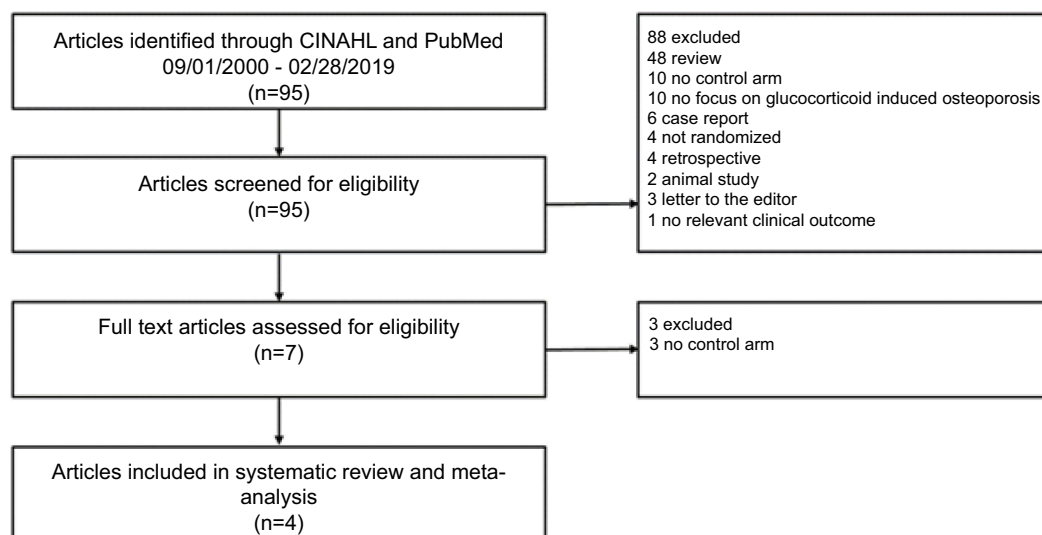 Articles identified through CINAHL and PubMed
09/01/2000 - 02/28/2019
(n=95)
88 excluded
48 review
10 no control arm
10 no focus on glucocorticoid induced osteoporosis
6 case report
4 not randomized
4 retrospective
2 animal study
3 letter to the editor
1 no relevant clinical outcome
Articles screened for eligibility
(n=95)
Full text articles assessed for eligibility
(n=7)
3 excluded
3 no control arm
Articles included in systematic review and meta-
analysis
(n=4)